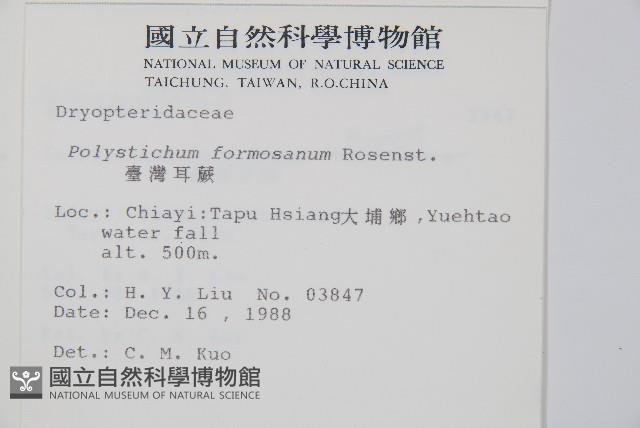 國立自然科學博物館
NATIONAL MUSEUM OF NATURAL SCIENCE
TAICHUNG, TAIWAN, R.O.CHINA
Dryopteridaceae
Polystichum formosanum Rosenst.
臺灣耳蕨
Loc.: Chiayi:Tapu Hsiang大埔鄉,Yuehtao
water fall
alt. 500m.
Col.: H. Y. Liu No. 03847
Date: Dec. 16 , 1988
Det.: C. M. Kuo
國立自然科學博物館
NATIONAL MUSEUM OF NATURAL SCIENCE